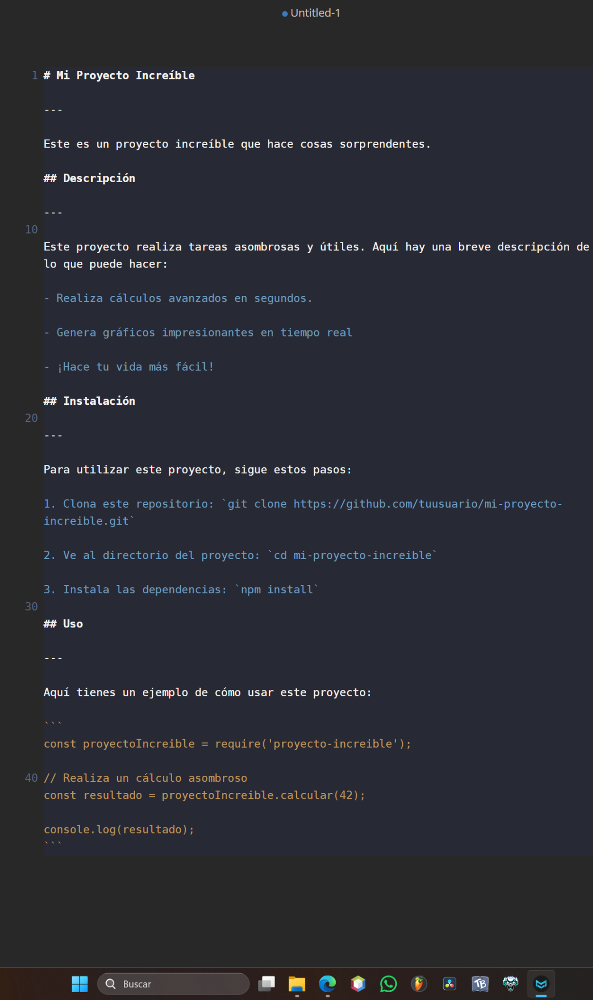 Untitled-1
1 # Mi Proyecto Increíble
---
Este es un proyecto increíble que hace cosas sorprendentes.
## Descripción
---
10
Este proyecto realiza tareas asombrosas y útiles. Aquí hay una breve descripción de
lo que puede hacer:
- Realiza cálculos avanzados en segundos.
- Genera gráficos impresionantes en tiempo real
- ¡Hace tu vida más fácil!
## Instalación
20
---
Para utilizar este proyecto, sigue estos pasos:
1. Clona este repositorio: `git clone https://github.com/tuusuario/mi-proyecto-
increible.git`
2. Ve al directorio del proyecto: `cd mi-proyecto-increible`
3. Instala las dependencias: `npm install`
30
## Uso
---
Aquí tienes un ejemplo de cómo usar este proyecto:
```
const proyectoIncreible = require('proyecto-increible');
40 // Realiza un cálculo asombroso
const resultado = proyectoIncreible.calcular(42);
console.log(resultado);
```
Buscar
TB